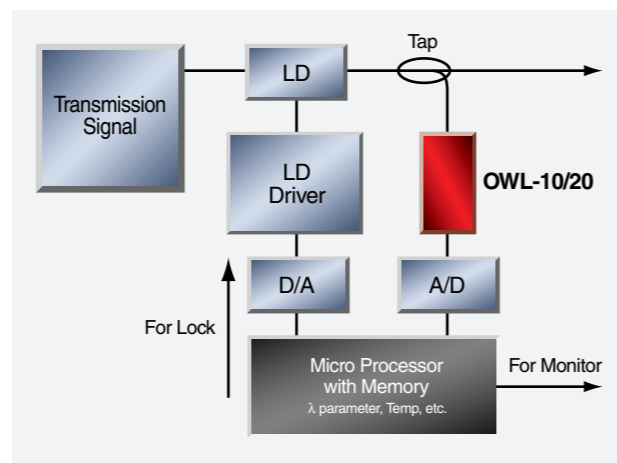 Tap
LD
Transmission
Signal
LD
Driver
OWL-10/20
D/A
A/D
For Lock
Micro Processor
with Memory
λ parameter, Temp, etc.
For Monitor